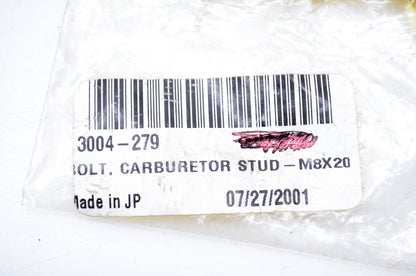 3004-279
BOLT, CARBURETOR STUD-M8X20
Made in JP 07/27/2001